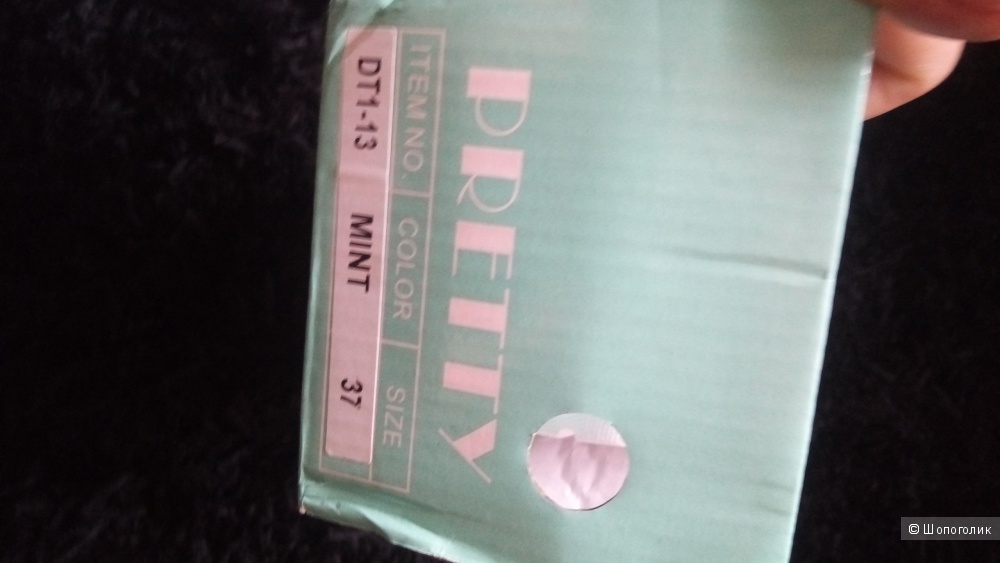 PRETTY
ITEM NO. COLOR SIZE
DT1-13 MINT 37
© Шопоголик